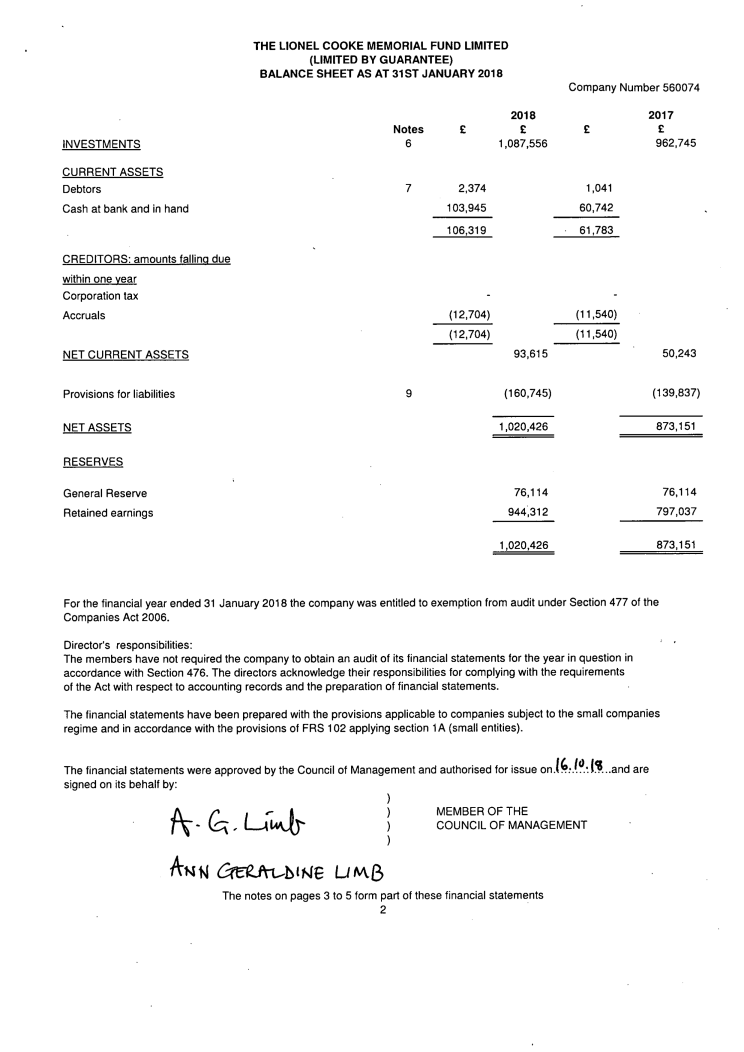 THE LIONEL COOKE MEMORIAL FUND LIMITED
(LIMITED BY GUARANTEE)
BALANCE SHEET AS AT 31ST JANUARY 2018
Company Number 560074
2018 2017
Notes £ £ £ £
INVESTMENTS 6 1,087,556 962,745
CURRENT ASSETS
Debtors 7 2,374 1,041
Cash at bank and in hand 103,945 60,742
106,319 61,783
CREDITORS: amounts falling due
within one year
Corporation tax - -
Accruals (12,704) (11,540)
(12,704) (11,540)
NET CURRENT ASSETS 93,615 50,243
Provisions for liabilities 9 (160,745) (139,837)
NET ASSETS 1,020,426 873,151
RESERVES
General Reserve 76,114 76,114
Retained earnings 944,312 797,037
1,020,426 873,151
For the financial year ended 31 January 2018 the company was entitled to exemption from audit under Section 477 of the
Companies Act 2006.
Director's responsibilities:
The members have not required the company to obtain an audit of its financial statements for the year in question in
accordance with Section 476. The directors acknowledge their responsibilities for complying with the requirements
of the Act with respect to accounting records and the preparation of financial statements.
The financial statements have been prepared with the provisions applicable to companies subject to the small companies
regime and in accordance with the provisions of FRS 102 applying section 1A (small entities).
The financial statements were approved by the Council of Management and authorised for issue on 16.10.18 ...and are
signed on its behalf by:
)
A. G. Limb ) MEMBER OF THE
) COUNCIL OF MANAGEMENT
)
ANN GERALDINE LIMB
The notes on pages 3 to 5 form part of these financial statements
2